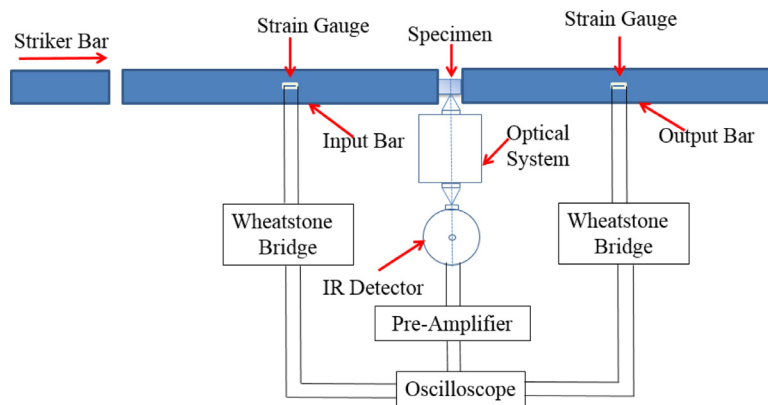 Striker Bar
Strain Gauge
Specimen
Strain Gauge
Input Bar
Optical
System
Output Bar
Wheatstone
Bridge
Wheatstone
Bridge
IR Detector
Pre-Amplifier
Oscilloscope